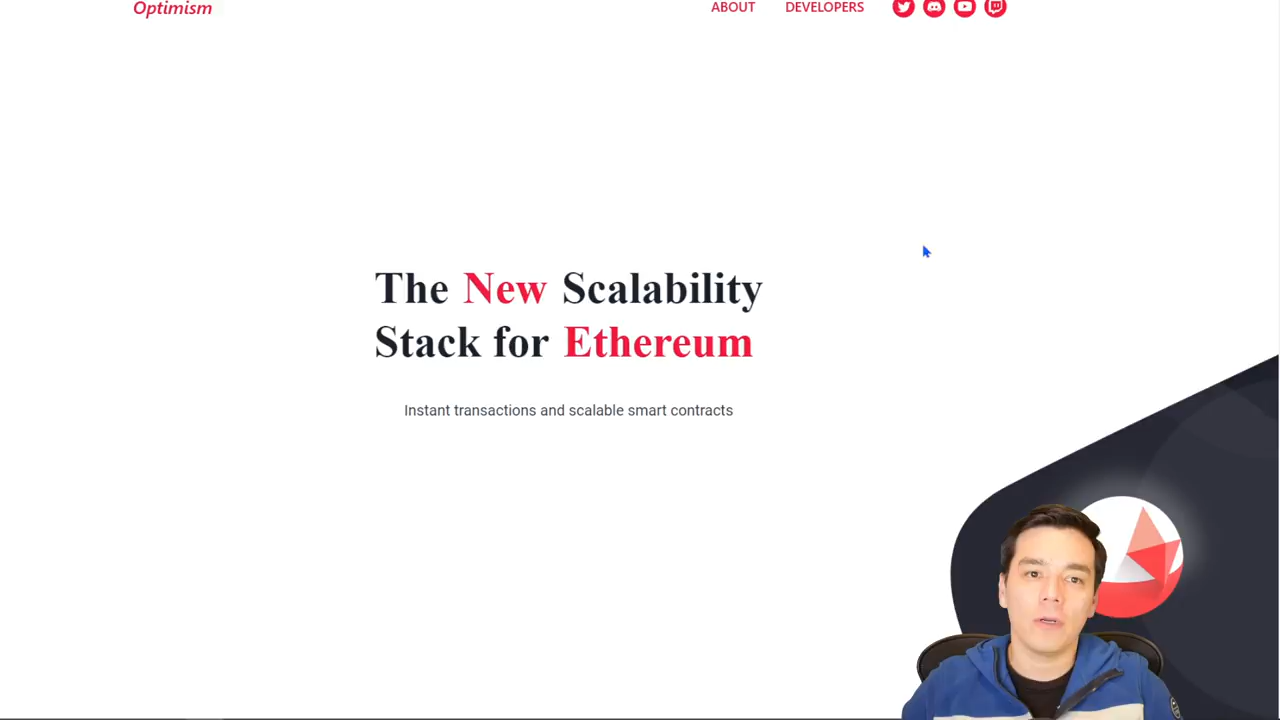 Optimism
ABOUT
DEVELOPERS
The New Scalability
Stack for Ethereum
Instant transactions and scalable smart contracts